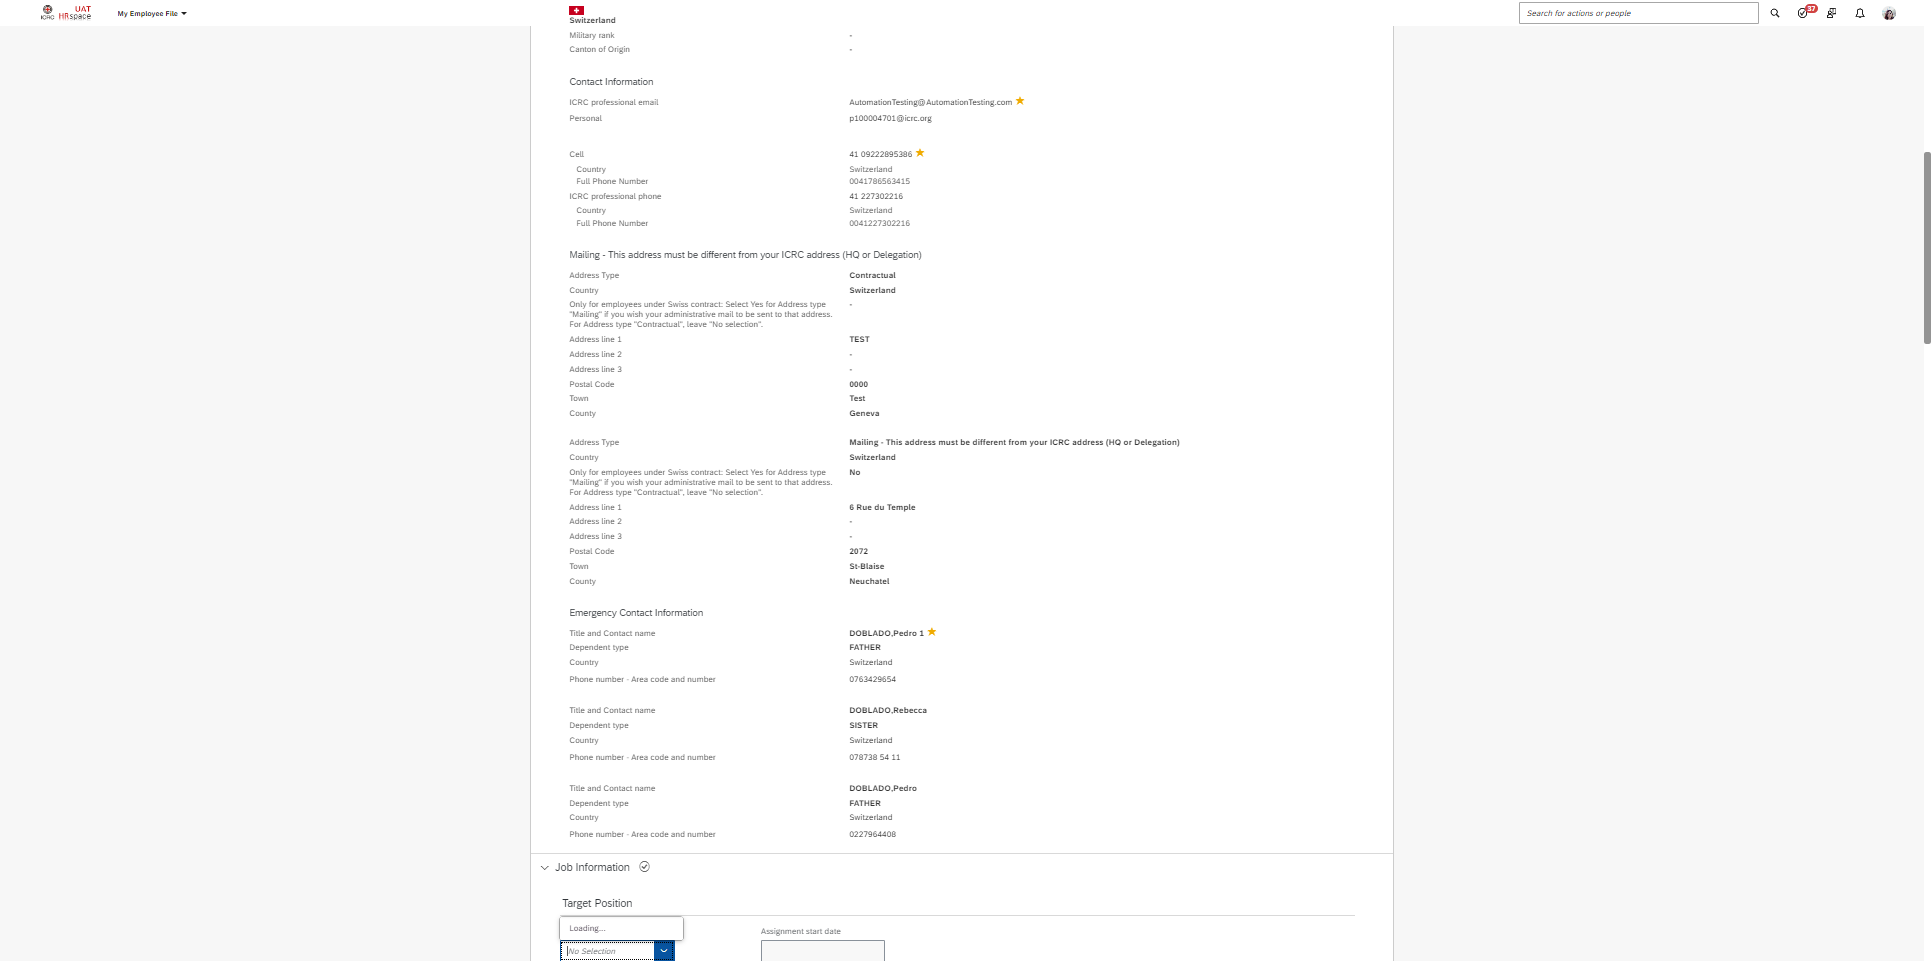 ICRC UAT HRspace My Employee File Search for actions or people 37
Switzerland
Military rank -
Canton of Origin -
Contact Information
ICRC professional email AutomationTesting@AutomationTesting.com
Personal p100004701@icrc.org
Cell 41 09222895386
Country Switzerland
Full Phone Number 0041786563415
ICRC professional phone 41 227302216
Country Switzerland
Full Phone Number 0041227302216
Mailing - This address must be different from your ICRC address (HQ or Delegation)
Address Type Contractual
Country Switzerland
Only for employees under Swiss contract: Select Yes for Address type -
"Mailing" if you wish your administrative mail to be sent to that address.
For Address type "Contractual", leave "No selection".
Address line 1 TEST
Address line 2 -
Address line 3 -
Postal Code 0000
Town Test
County Geneva
Address Type Mailing - This address must be different from your ICRC address (HQ or Delegation)
Country Switzerland
Only for employees under Swiss contract: Select Yes for Address type No
"Mailing" if you wish your administrative mail to be sent to that address.
For Address type "Contractual", leave "No selection".
Address line 1 6 Rue du Temple
Address line 2 -
Address line 3 -
Postal Code 2072
Town St-Blaise
County Neuchatel
Emergency Contact Information
Title and Contact name DOBLADO,Pedro 1
Dependent type FATHER
Country Switzerland
Phone number - Area code and number 0763429654
Title and Contact name DOBLADO,Rebecca
Dependent type SISTER
Country Switzerland
Phone number - Area code and number 078738 54 11
Title and Contact name DOBLADO,Pedro
Dependent type FATHER
Country Switzerland
Phone number - Area code and number 0227964408
Job Information
Target Position
Loading...
Assignment start date
No Selection